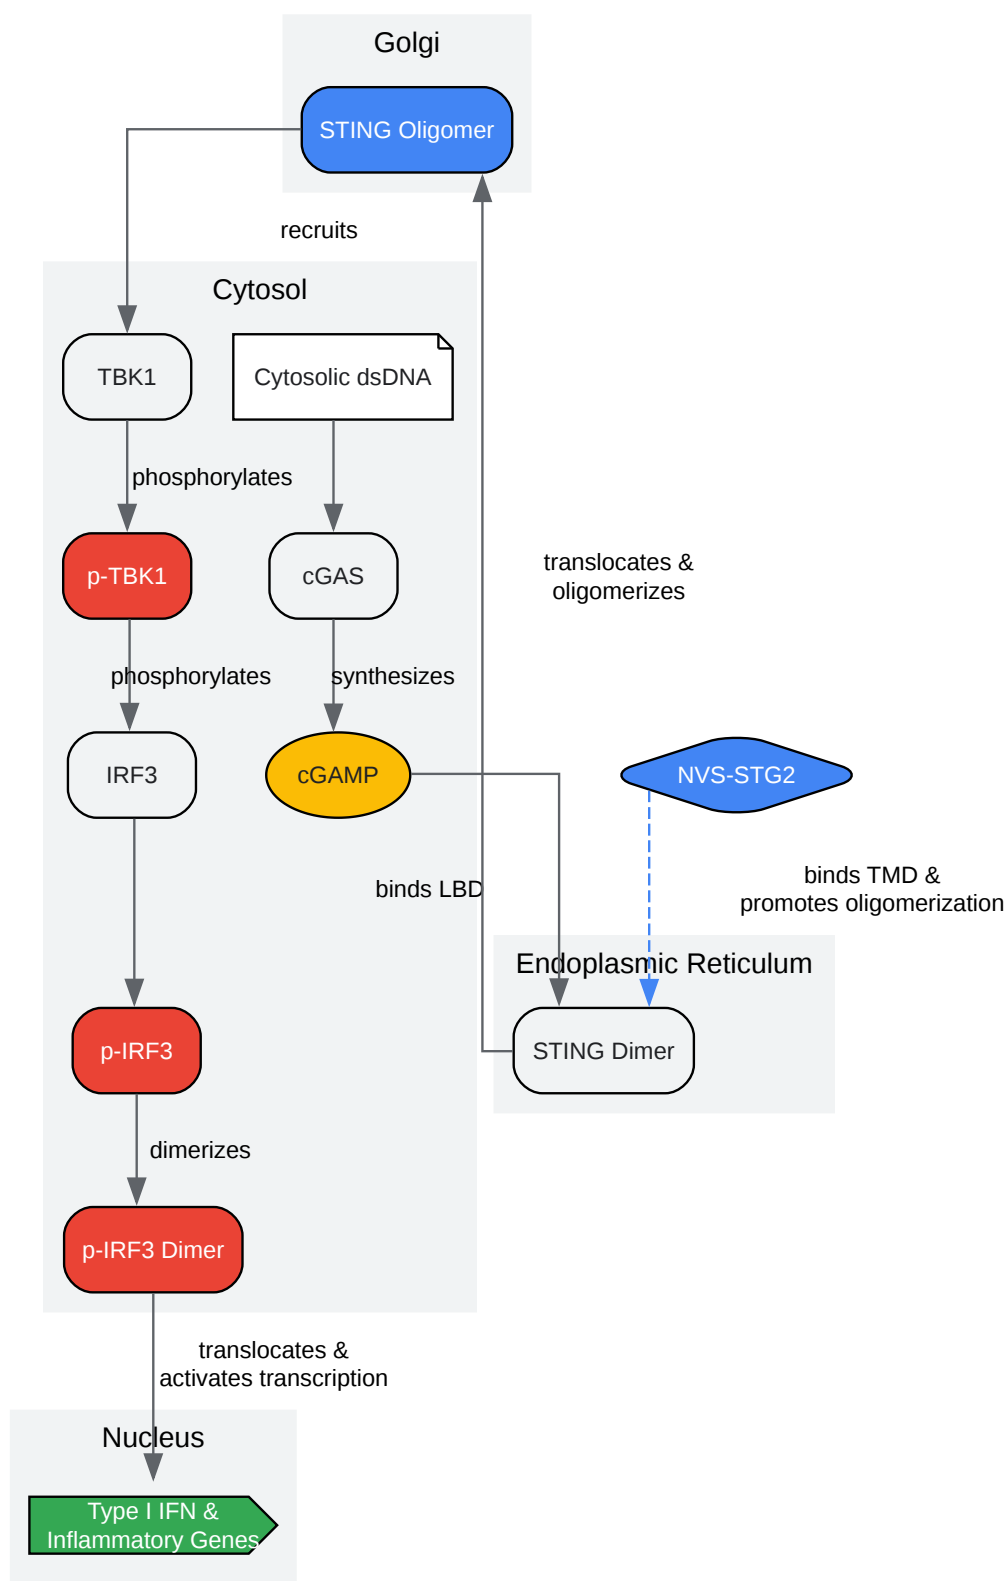 Golgi
STING Oligomer
recruits
Cytosol
TBK1
Cytosolic dsDNA
phosphorylates
p-TBK1
cGAS
translocates &
oligomerizes
phosphorylates
synthesizes
IRF3
cGAMP
NVS-STG2
binds LBD
binds TMD &
promotes oligomerization
Endoplasmic Reticulum
p-IRF3
STING Dimer
dimerizes
p-IRF3 Dimer
translocates &
activates transcription
Nucleus
Type I IFN &
Inflammatory Genes